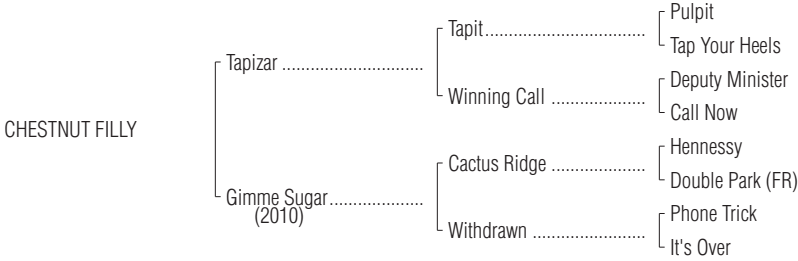 Pulpit
Tapit..................................
Tap Your Heels
Tapizar ..............................
Deputy Minister
Winning Call ....................
Call Now
CHESTNUT FILLY
Hennessy
Cactus Ridge ....................
Double Park (FR)
Gimme Sugar....................
(2010)
Phone Trick
Withdrawn ........................
It's Over